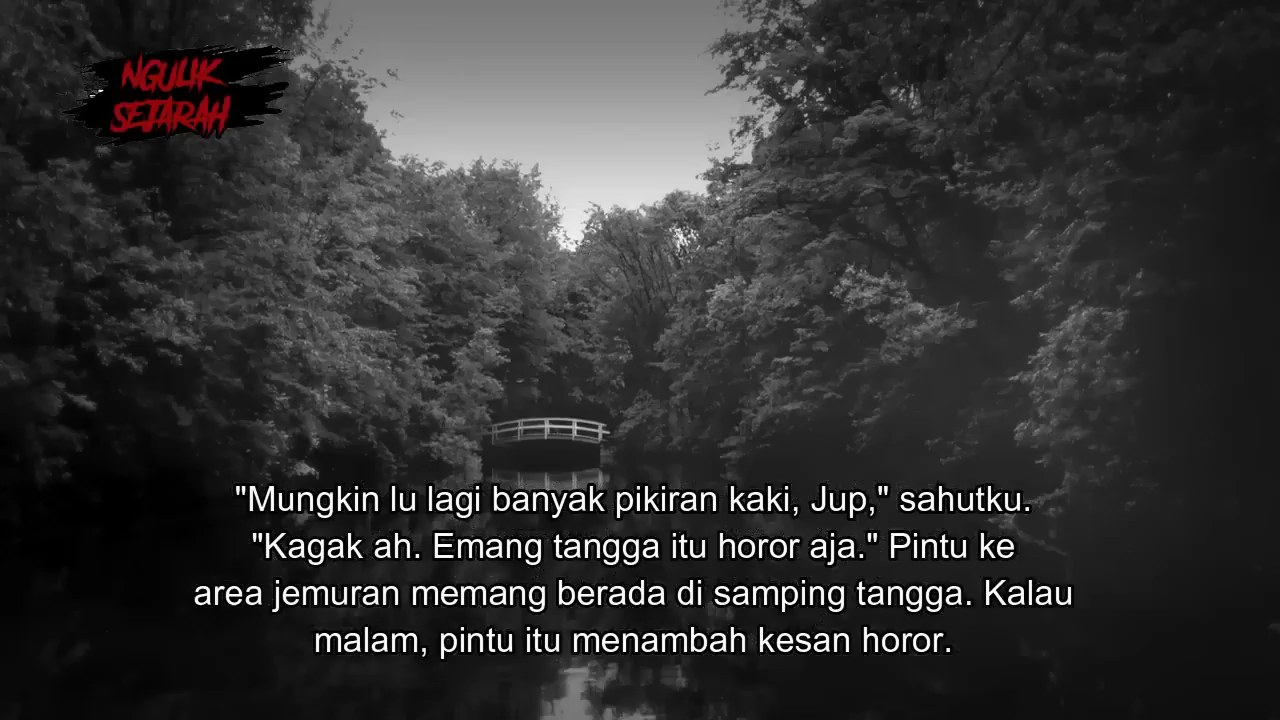 NGULIK
SEJARAH
"Mungkin lu lagi banyak pikiran kaki, Jup," sahutku.
"Kagak ah. Emang tangga itu horor aja." Pintu ke
area jemuran memang berada di samping tangga. Kalau
malam, pintu itu menambah kesan horor.